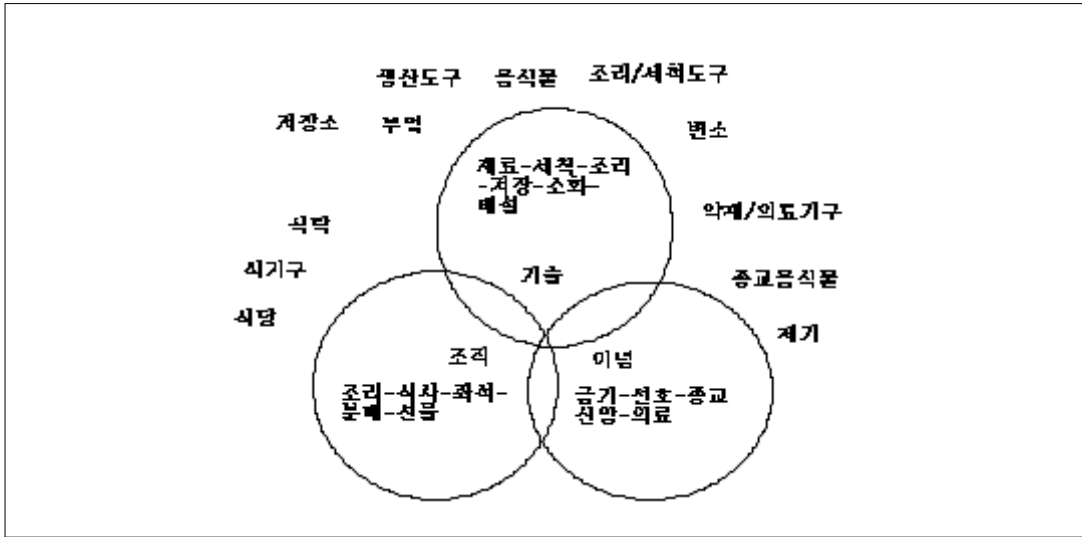 생산도구 음식물 조리/세척도구
저장소 부엌 변소
재료-세척-조리
-저장-소화-
배설
약재/의료기구
식탁
식기구 기술 종교음식물
식당 제기
조직 이념
조리-식사-좌석-
분배-선물
금기-선호-종교
신앙-의료